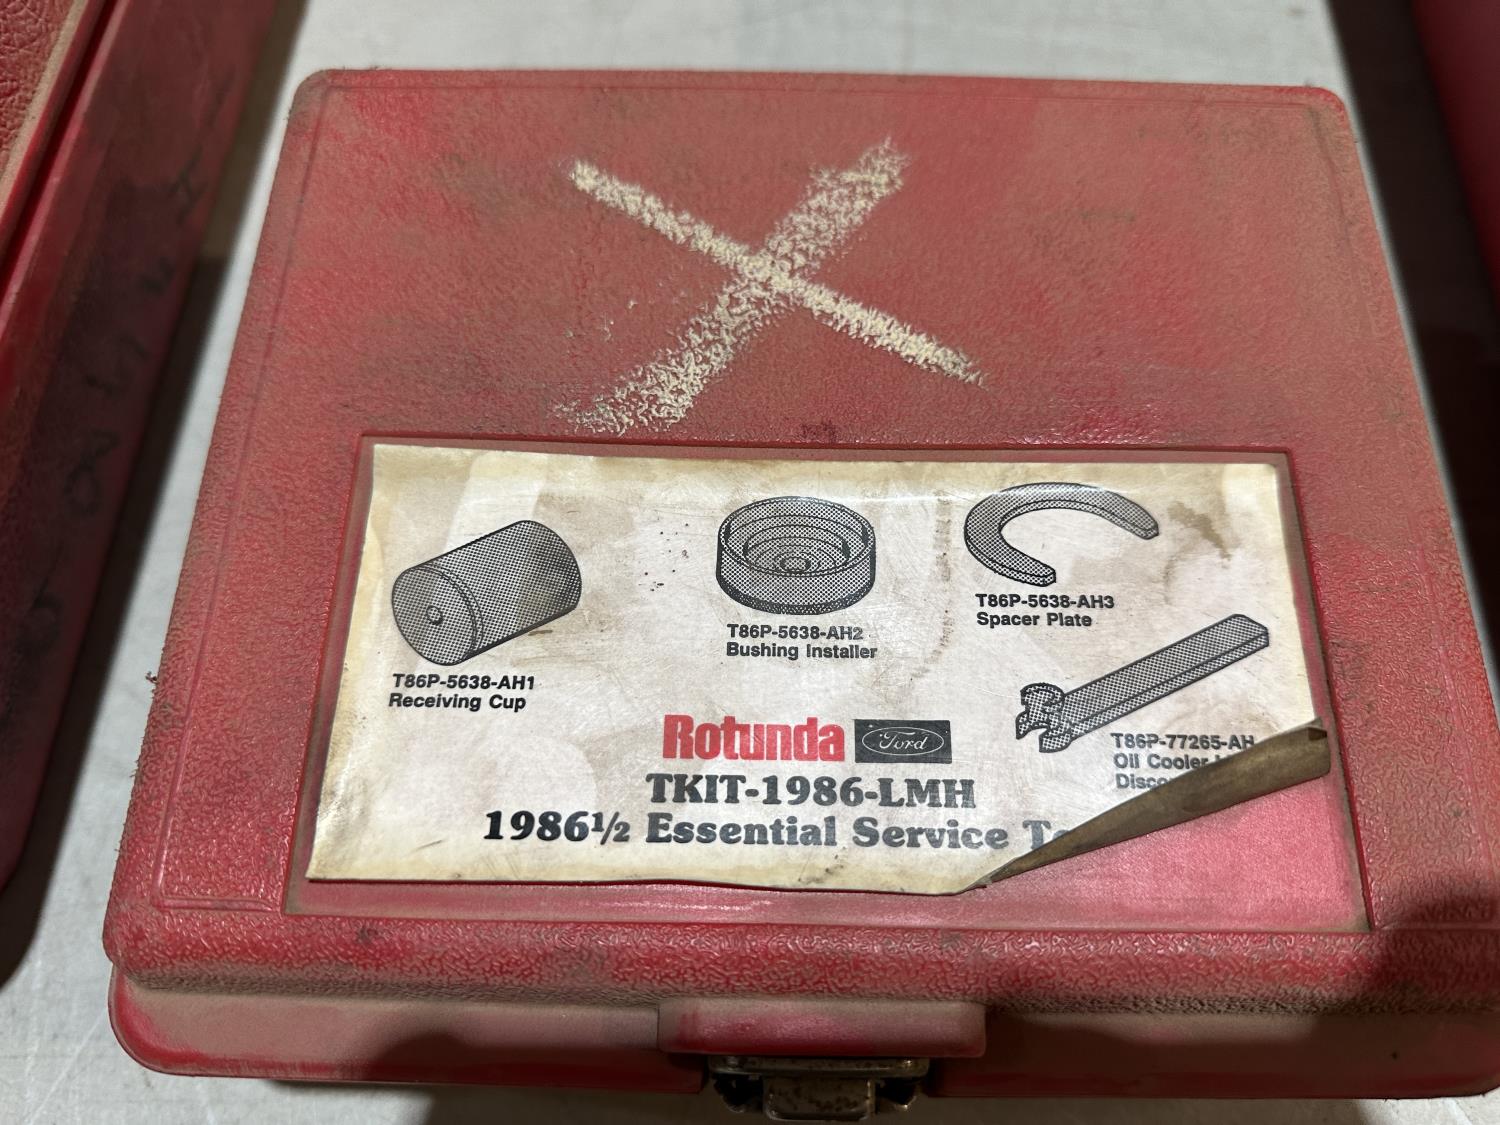 T86P-5638-AH1
Receiving Cup
T86P-5638-AH2
Bushing Installer
T86P-5638-AH3
Spacer Plate
T86P-77265-AH
Oil Cooler
Rotunda Ford
TKIT-1986-LMH
1986½ Essential Service